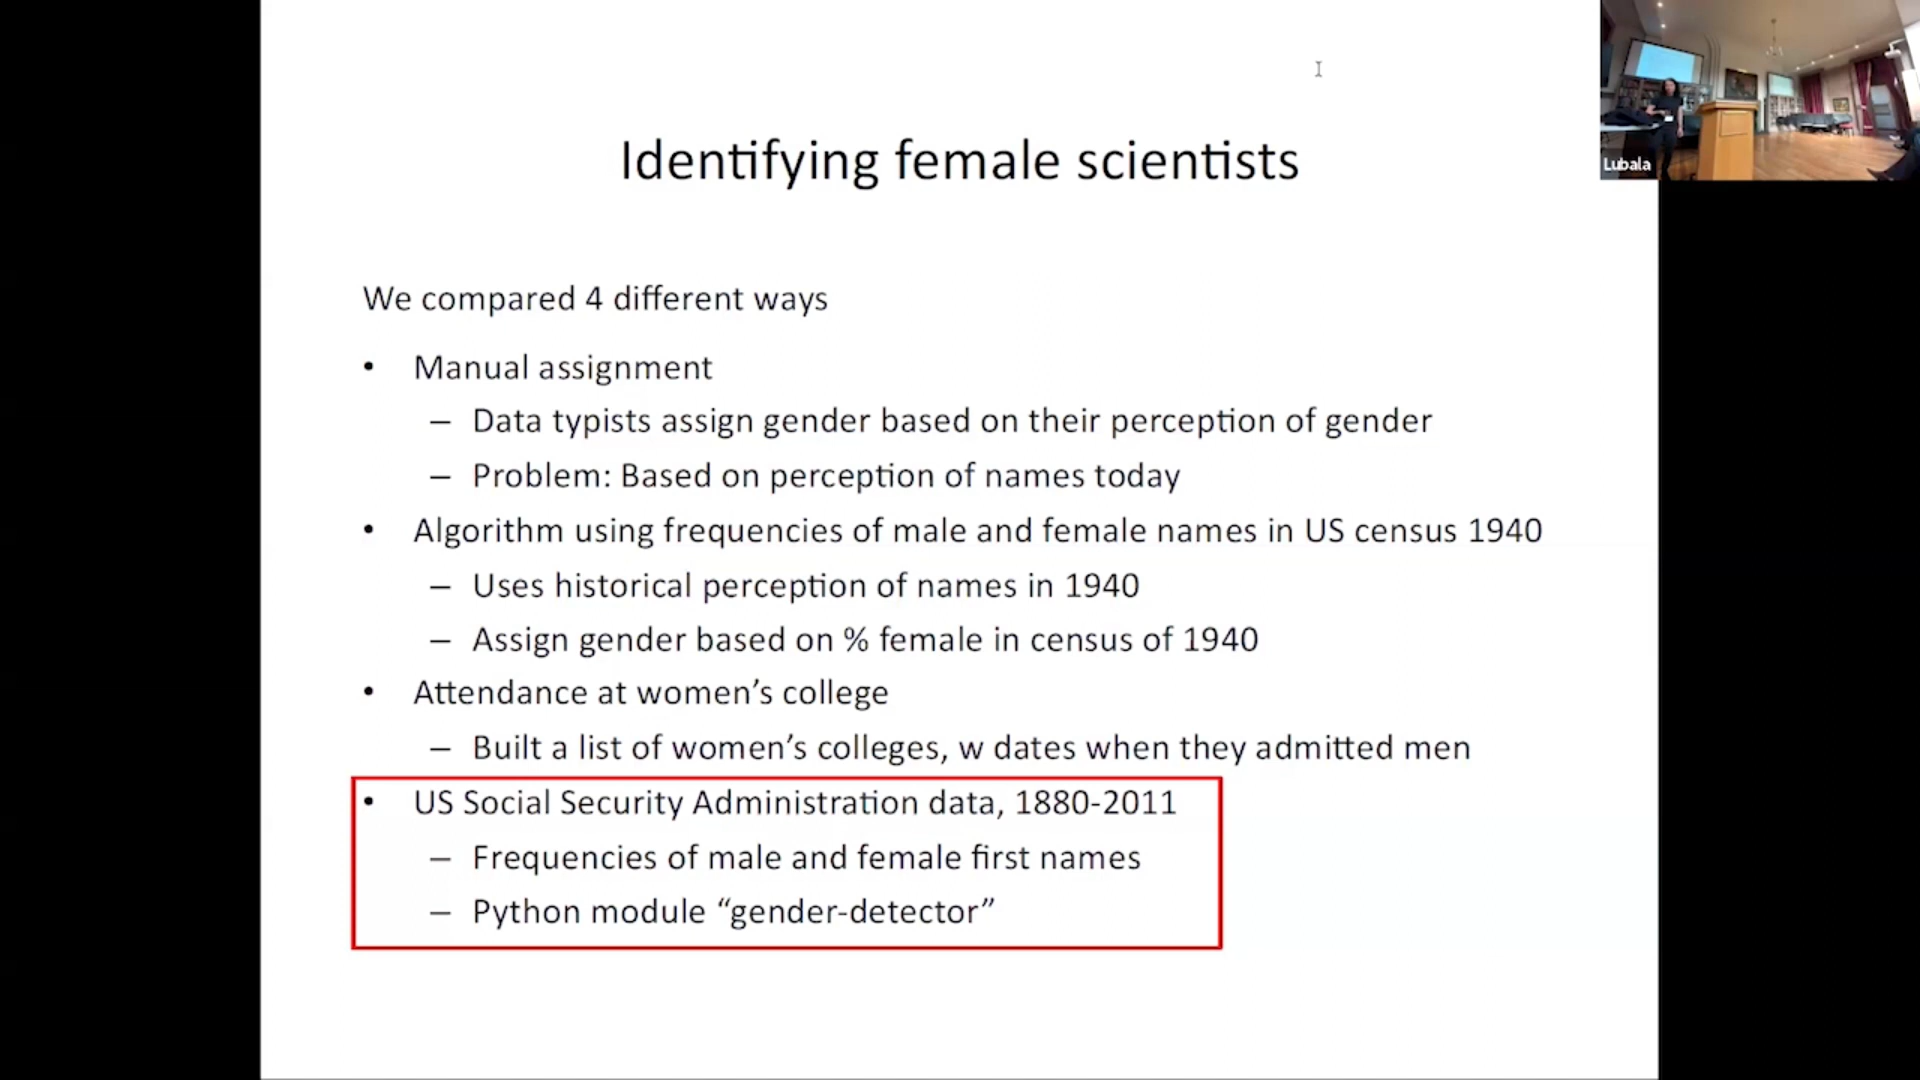 Identifying female scientists
Lubala
We compared 4 different ways
• Manual assignment
– Data typists assign gender based on their perception of gender
– Problem: Based on perception of names today
• Algorithm using frequencies of male and female names in US census 1940
– Uses historical perception of names in 1940
– Assign gender based on % female in census of 1940
• Attendance at women’s college
– Built a list of women’s colleges, w dates when they admitted men
• US Social Security Administration data, 1880-2011
– Frequencies of male and female first names
– Python module “gender-detector”